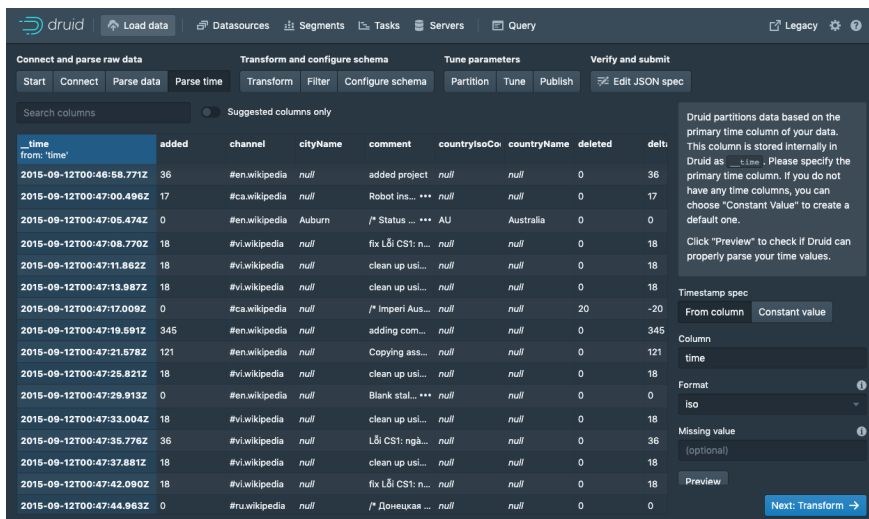 druid Load data Datasources Segments Tasks Servers Query Legacy
Connect and parse raw data Transform and configure schema Tune parameters Verify and submit
Start Connect Parse data Parse time Transform Filter Configure schema Partition Tune Publish Edit JSON spec
Search columns Suggested columns only
__time added channel cityName comment countryIsoCo countryName deleted delta
from: 'time'
2015-09-12T00:46:58.771Z 36 #en.wikipedia null added project null null 0 36
2015-09-12T00:47:00.496Z 17 #ca.wikipedia null Robot ins... ••• null null 0 17
2015-09-12T00:47:05.474Z 0 #en.wikipedia Auburn /* Status ... ••• AU Australia 0 0
2015-09-12T00:47:08.770Z 18 #vi.wikipedia null fix Lỗi CS1: n... null null 0 18
2015-09-12T00:47:11.862Z 18 #vi.wikipedia null clean up usi... null null 0 18
2015-09-12T00:47:13.987Z 18 #vi.wikipedia null clean up usi... null null 0 18
2015-09-12T00:47:17.009Z 0 #ca.wikipedia null /* Imperi Aus... null null 20 -20
2015-09-12T00:47:19.591Z 345 #en.wikipedia null adding com... null null 0 345
2015-09-12T00:47:21.578Z 121 #en.wikipedia null Copying ass... null null 0 121
2015-09-12T00:47:25.821Z 18 #vi.wikipedia null clean up usi... null null 0 18
2015-09-12T00:47:29.913Z 0 #en.wikipedia null Blank stal... ••• null null 0 0
2015-09-12T00:47:33.004Z 18 #vi.wikipedia null clean up usi... null null 0 18
2015-09-12T00:47:35.776Z 36 #vi.wikipedia null Lỗi CS1: ngà... null null 0 36
2015-09-12T00:47:37.881Z 18 #vi.wikipedia null clean up usi... null null 0 18
2015-09-12T00:47:42.090Z 18 #vi.wikipedia null fix Lỗi CS1: n... null null 0 18
2015-09-12T00:47:44.963Z 0 #ru.wikipedia null /* Донецкая ... null null 0 0
Druid partitions data based on the
primary time column of your data.
This column is stored internally in
Druid as __time . Please specify the
primary time column. If you do not
have any time columns, you can
choose "Constant Value" to create a
default one.
Click "Preview" to check if Druid can
properly parse your time values.
Timestamp spec
From column Constant value
Column
time
Format
iso
Missing value
(optional)
Preview
Next: Transform →